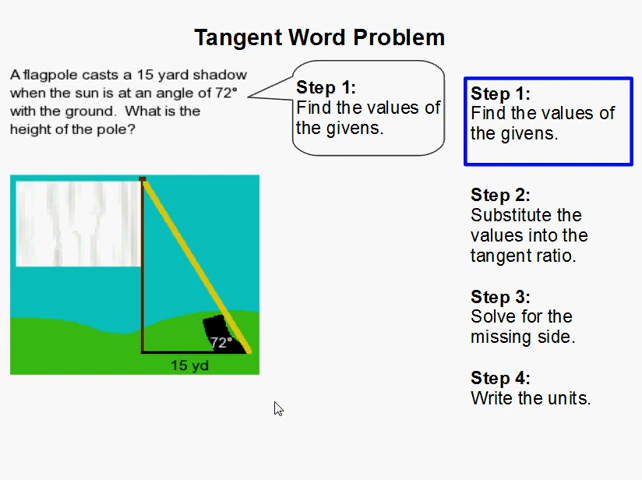 Tangent Word Problem
A flagpole casts a 15 yard shadow
when the sun is at an angle of 72°
with the ground.  What is the
height of the pole?
Step 1:
Find the values of
the givens.
Step 1:
Find the values of
the givens.
Step 2:
Substitute the
values into the
tangent ratio.
Step 3:
Solve for the
missing side.
Step 4:
Write the units.
72°
15 yd